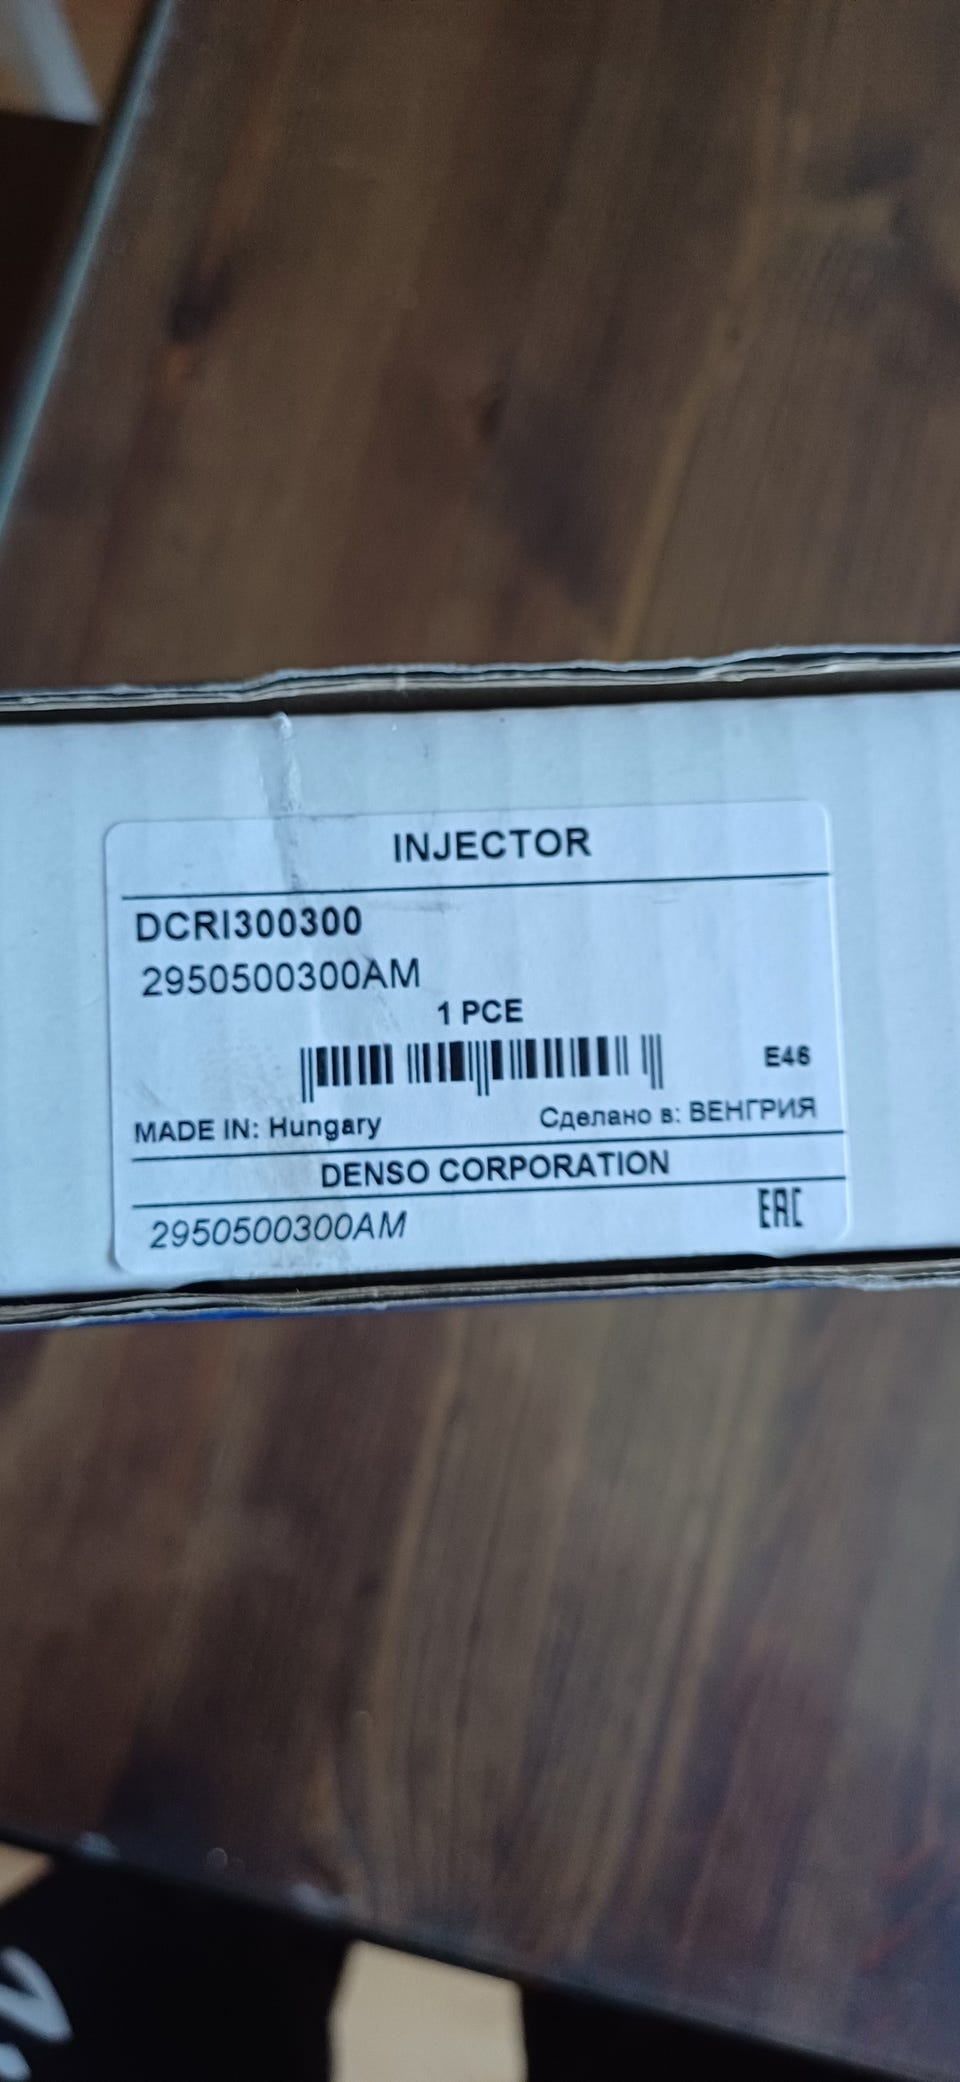 INJECTOR
DCRI300300
2950500300AM
1 PCE
E46
MADE IN: Hungary Сделано в: ВЕНГРИЯ
DENSO CORPORATION
2950500300AM
EAC